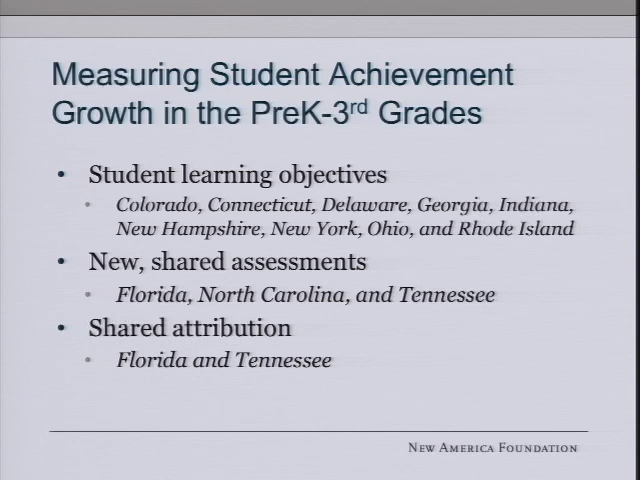 Measuring Student Achievement
Growth in the PreK-3rd Grades
• Student learning objectives
• Colorado, Connecticut, Delaware, Georgia, Indiana,
New Hampshire, New York, Ohio, and Rhode Island
• New, shared assessments
• Florida, North Carolina, and Tennessee
• Shared attribution
• Florida and Tennessee
New America Foundation